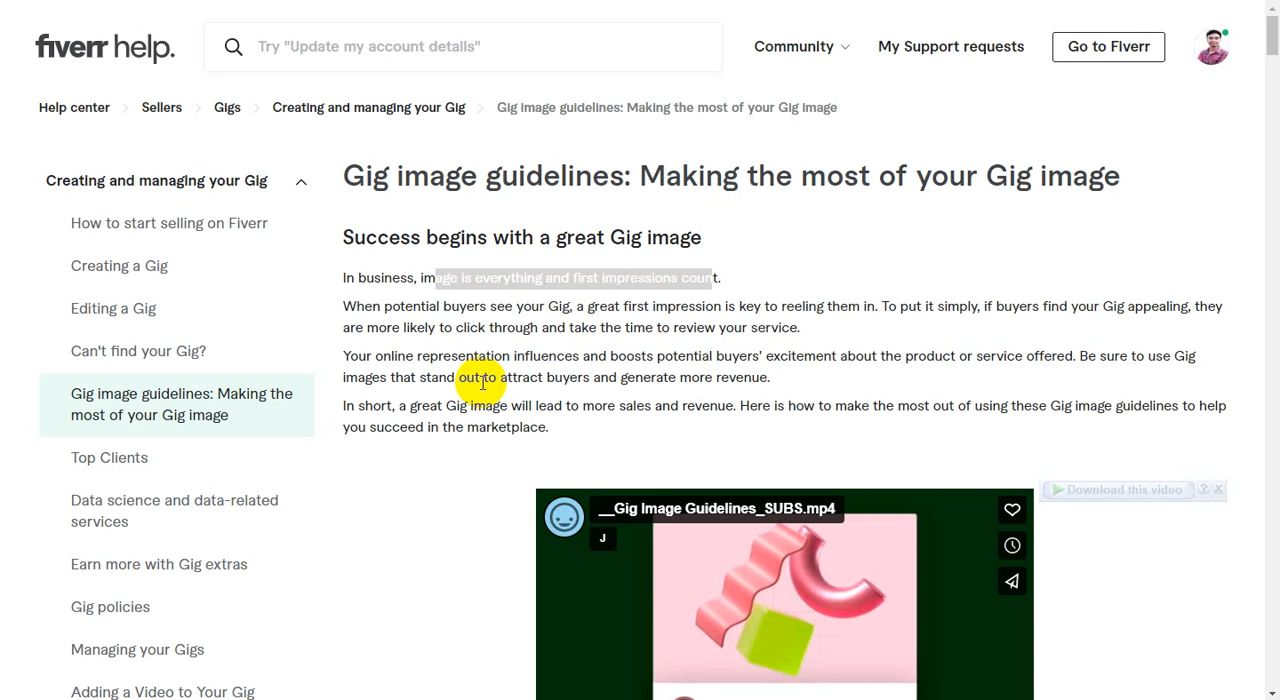 fiverr help.
Try "Update my account details"
Community
My Support requests
Go to Fiverr
Help center
Sellers
Gigs
Creating and managing your Gig
Gig image guidelines: Making the most of your Gig image
Creating and managing your Gig
How to start selling on Fiverr
Creating a Gig
Editing a Gig
Can't find your Gig?
Gig image guidelines: Making the
most of your Gig image
Top Clients
Data science and data-related
services
Earn more with Gig extras
Gig policies
Managing your Gigs
Adding a Video to Your Gig
Gig image guidelines: Making the most of your Gig image
Success begins with a great Gig image
In business, image is everything and first impressions count.
When potential buyers see your Gig, a great first impression is key to reeling them in. To put it simply, if buyers find your Gig appealing, they
are more likely to click through and take the time to review your service.
Your online representation influences and boosts potential buyers' excitement about the product or service offered. Be sure to use Gig
images that stand out to attract buyers and generate more revenue.
In short, a great Gig image will lead to more sales and revenue. Here is how to make the most out of using these Gig image guidelines to help
you succeed in the marketplace.
Download this video
? X
__Gig Image Guidelines_SUBS.mp4
J